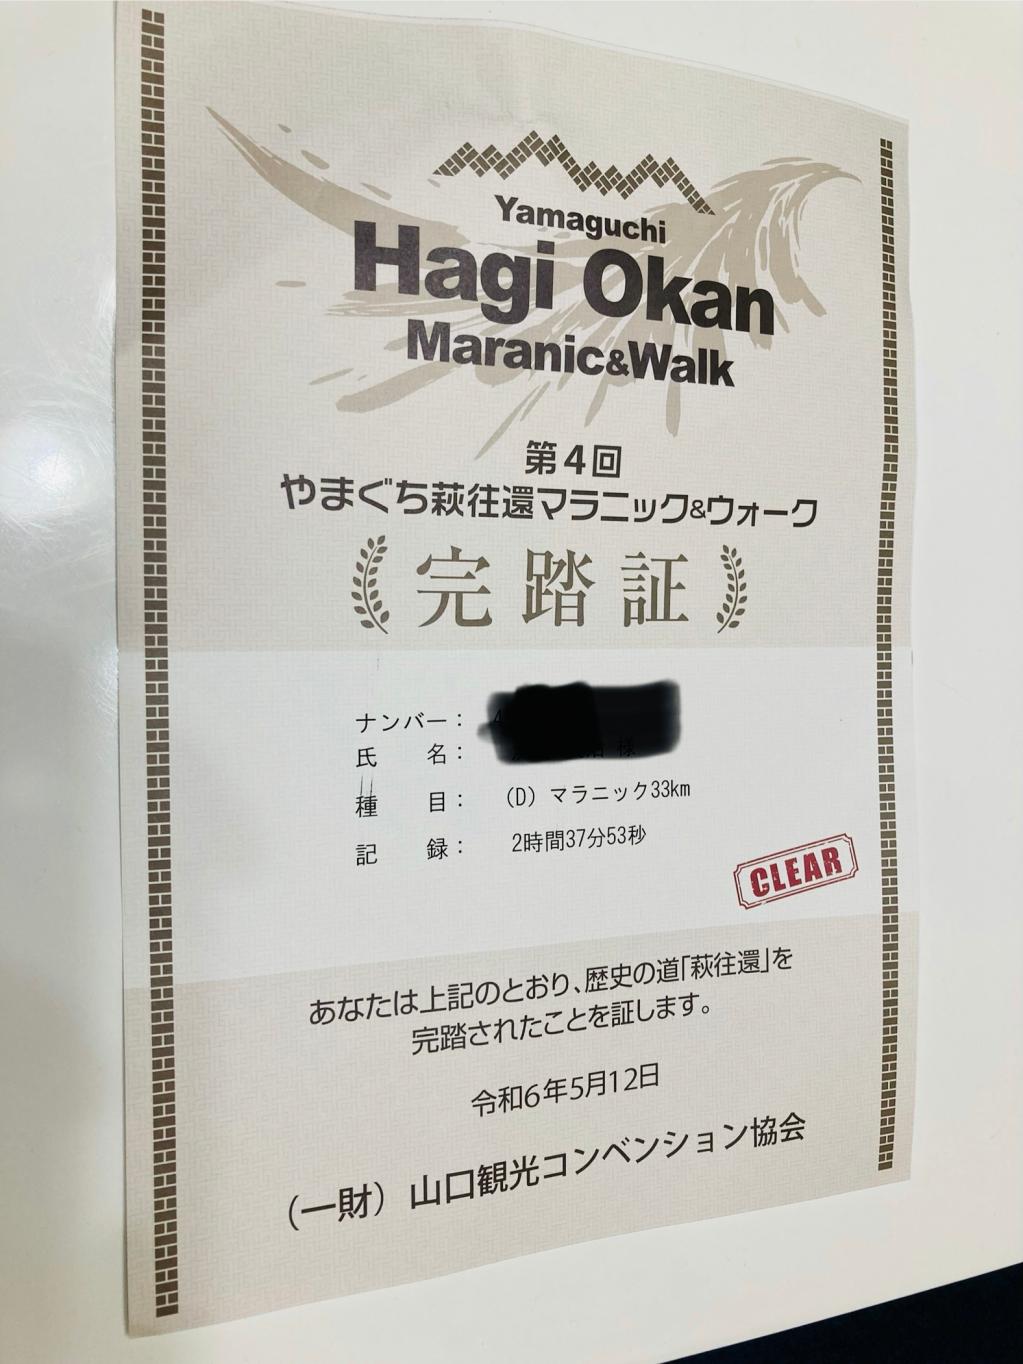 Yamaguchi
Hagi Okan
Maranic&Walk
第4回
やまぐち萩往還マラニック&ウォーク
完踏証
ナンバー：
氏　　名：　　様
種　　目：　（D）マラニック33km
記　　録：　2時間37分53秒
CLEAR
あなたは上記のとおり、歴史の道「萩往還」を
完踏されたことを証します。
令和6年5月12日
（一財）山口観光コンベンション協会